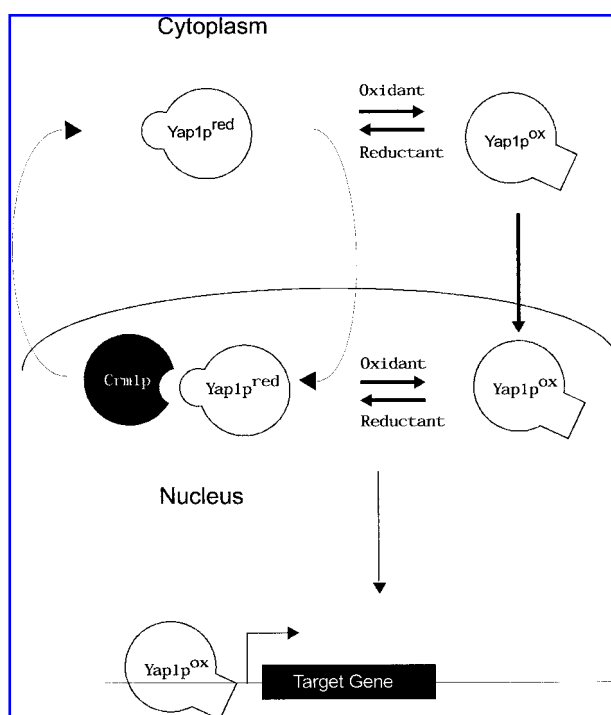 Cytoplasm
Oxidant
Yap1p^red
Yap1p^ox
Reductant
Crm1p
Yap1p^red
Oxidant
Yap1p^ox
Reductant
Nucleus
Yap1p^ox
Target Gene